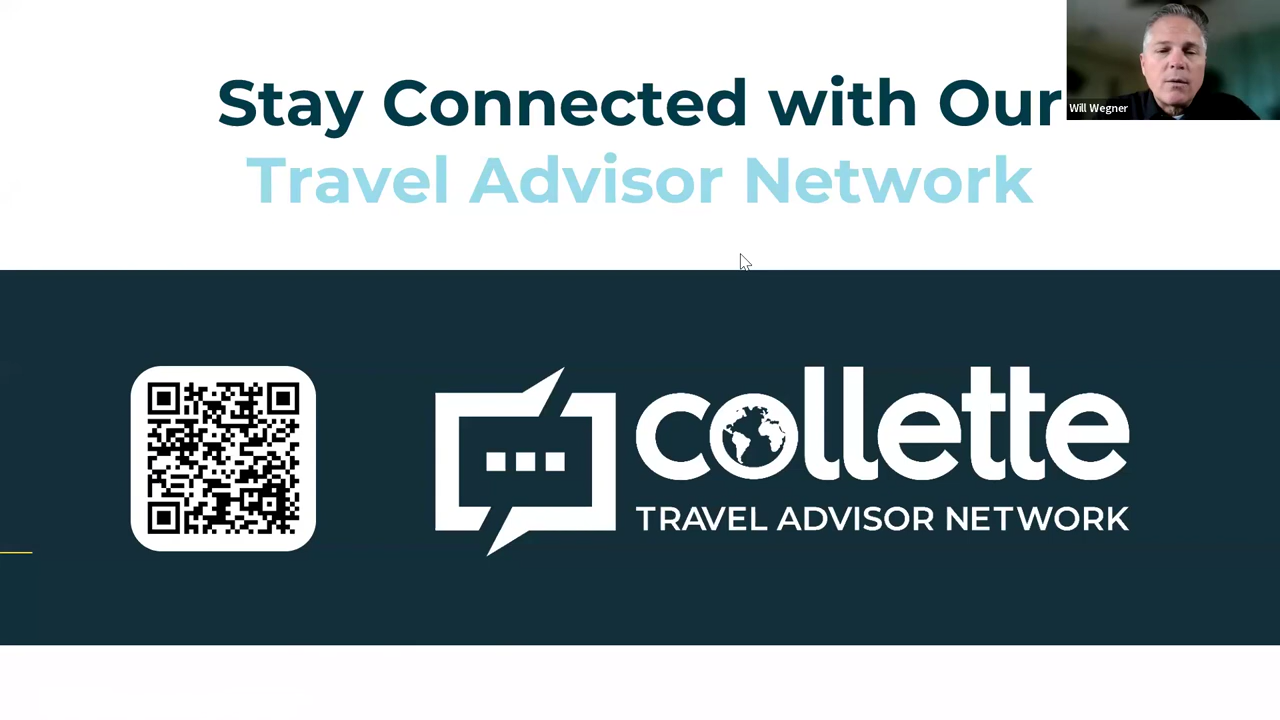 Stay Connected with Our
Travel Advisor Network
Will Wegner
collette
TRAVEL ADVISOR NETWORK